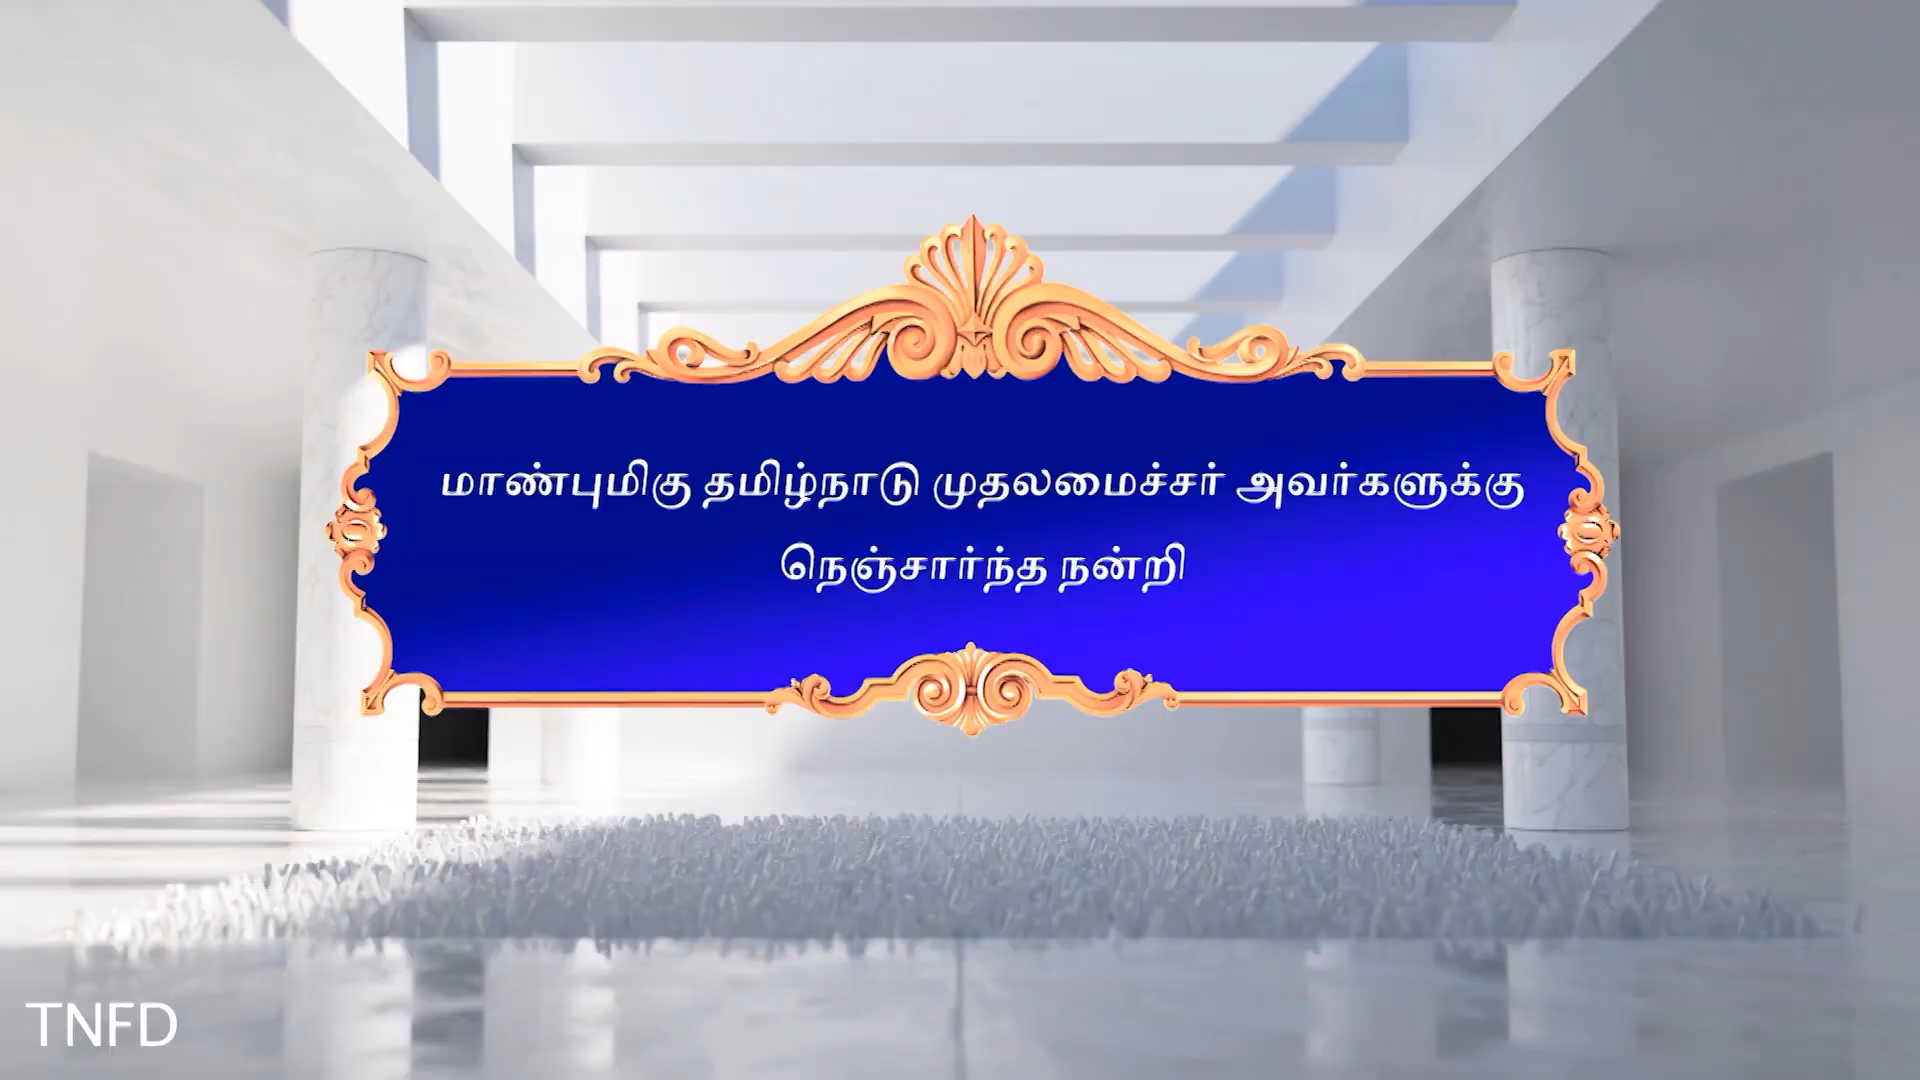 மாண்புமிகு தமிழ்நாடு முதலமைச்சர் அவர்களுக்கு
நெஞ்சார்ந்த நன்றி
TNFD